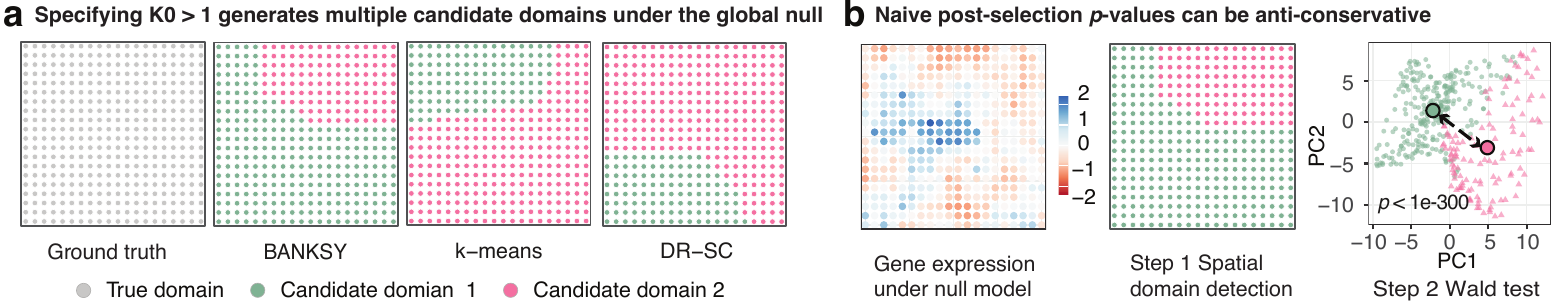 a Specifying K0 > 1 generates multiple candidate domains under the global null
Ground truth
BANKSY
k−means
DR−SC
True domain
Candidate domian 1
Candidate domain 2
b Naive post-selection p-values can be anti-conservative
2
1
0
−1
−2
Gene expression
under null model
Step 1 Spatial
domain detection
PC2
5
0
−5
−10
p < 1e-300
−10 −5 0 5 10
PC1
Step 2 Wald test